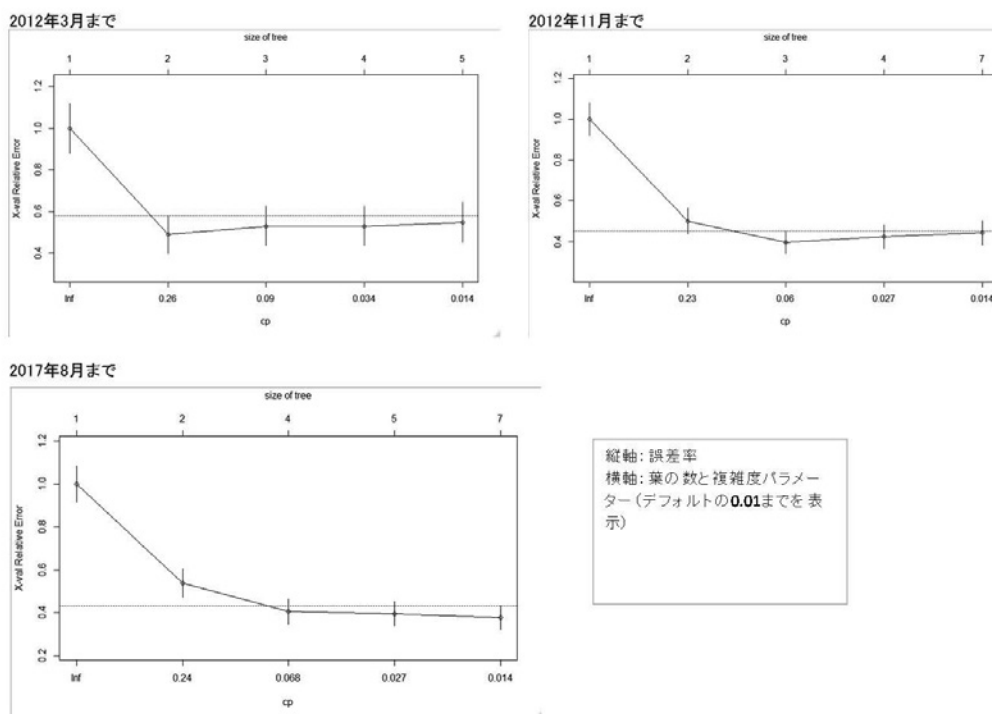 2012年3月まで
size of tree
1 2 3 4 5
X-val Relative Error
1.2
1.0
0.8
0.6
0.4
Inf 0.26 0.09 0.034 0.014
cp
2012年11月まで
size of tree
1 2 3 4 7
X-val Relative Error
1.2
1.0
0.8
0.6
0.4
Inf 0.23 0.06 0.027 0.014
cp
2017年8月まで
size of tree
1 2 4 5 7
X-val Relative Error
1.2
1.0
0.8
0.6
0.4
0.2
Inf 0.24 0.068 0.027 0.014
cp
縦軸: 誤差率
横軸: 葉の数と複雑度パラメー
ター(デフォルトの0.01までを表
示)